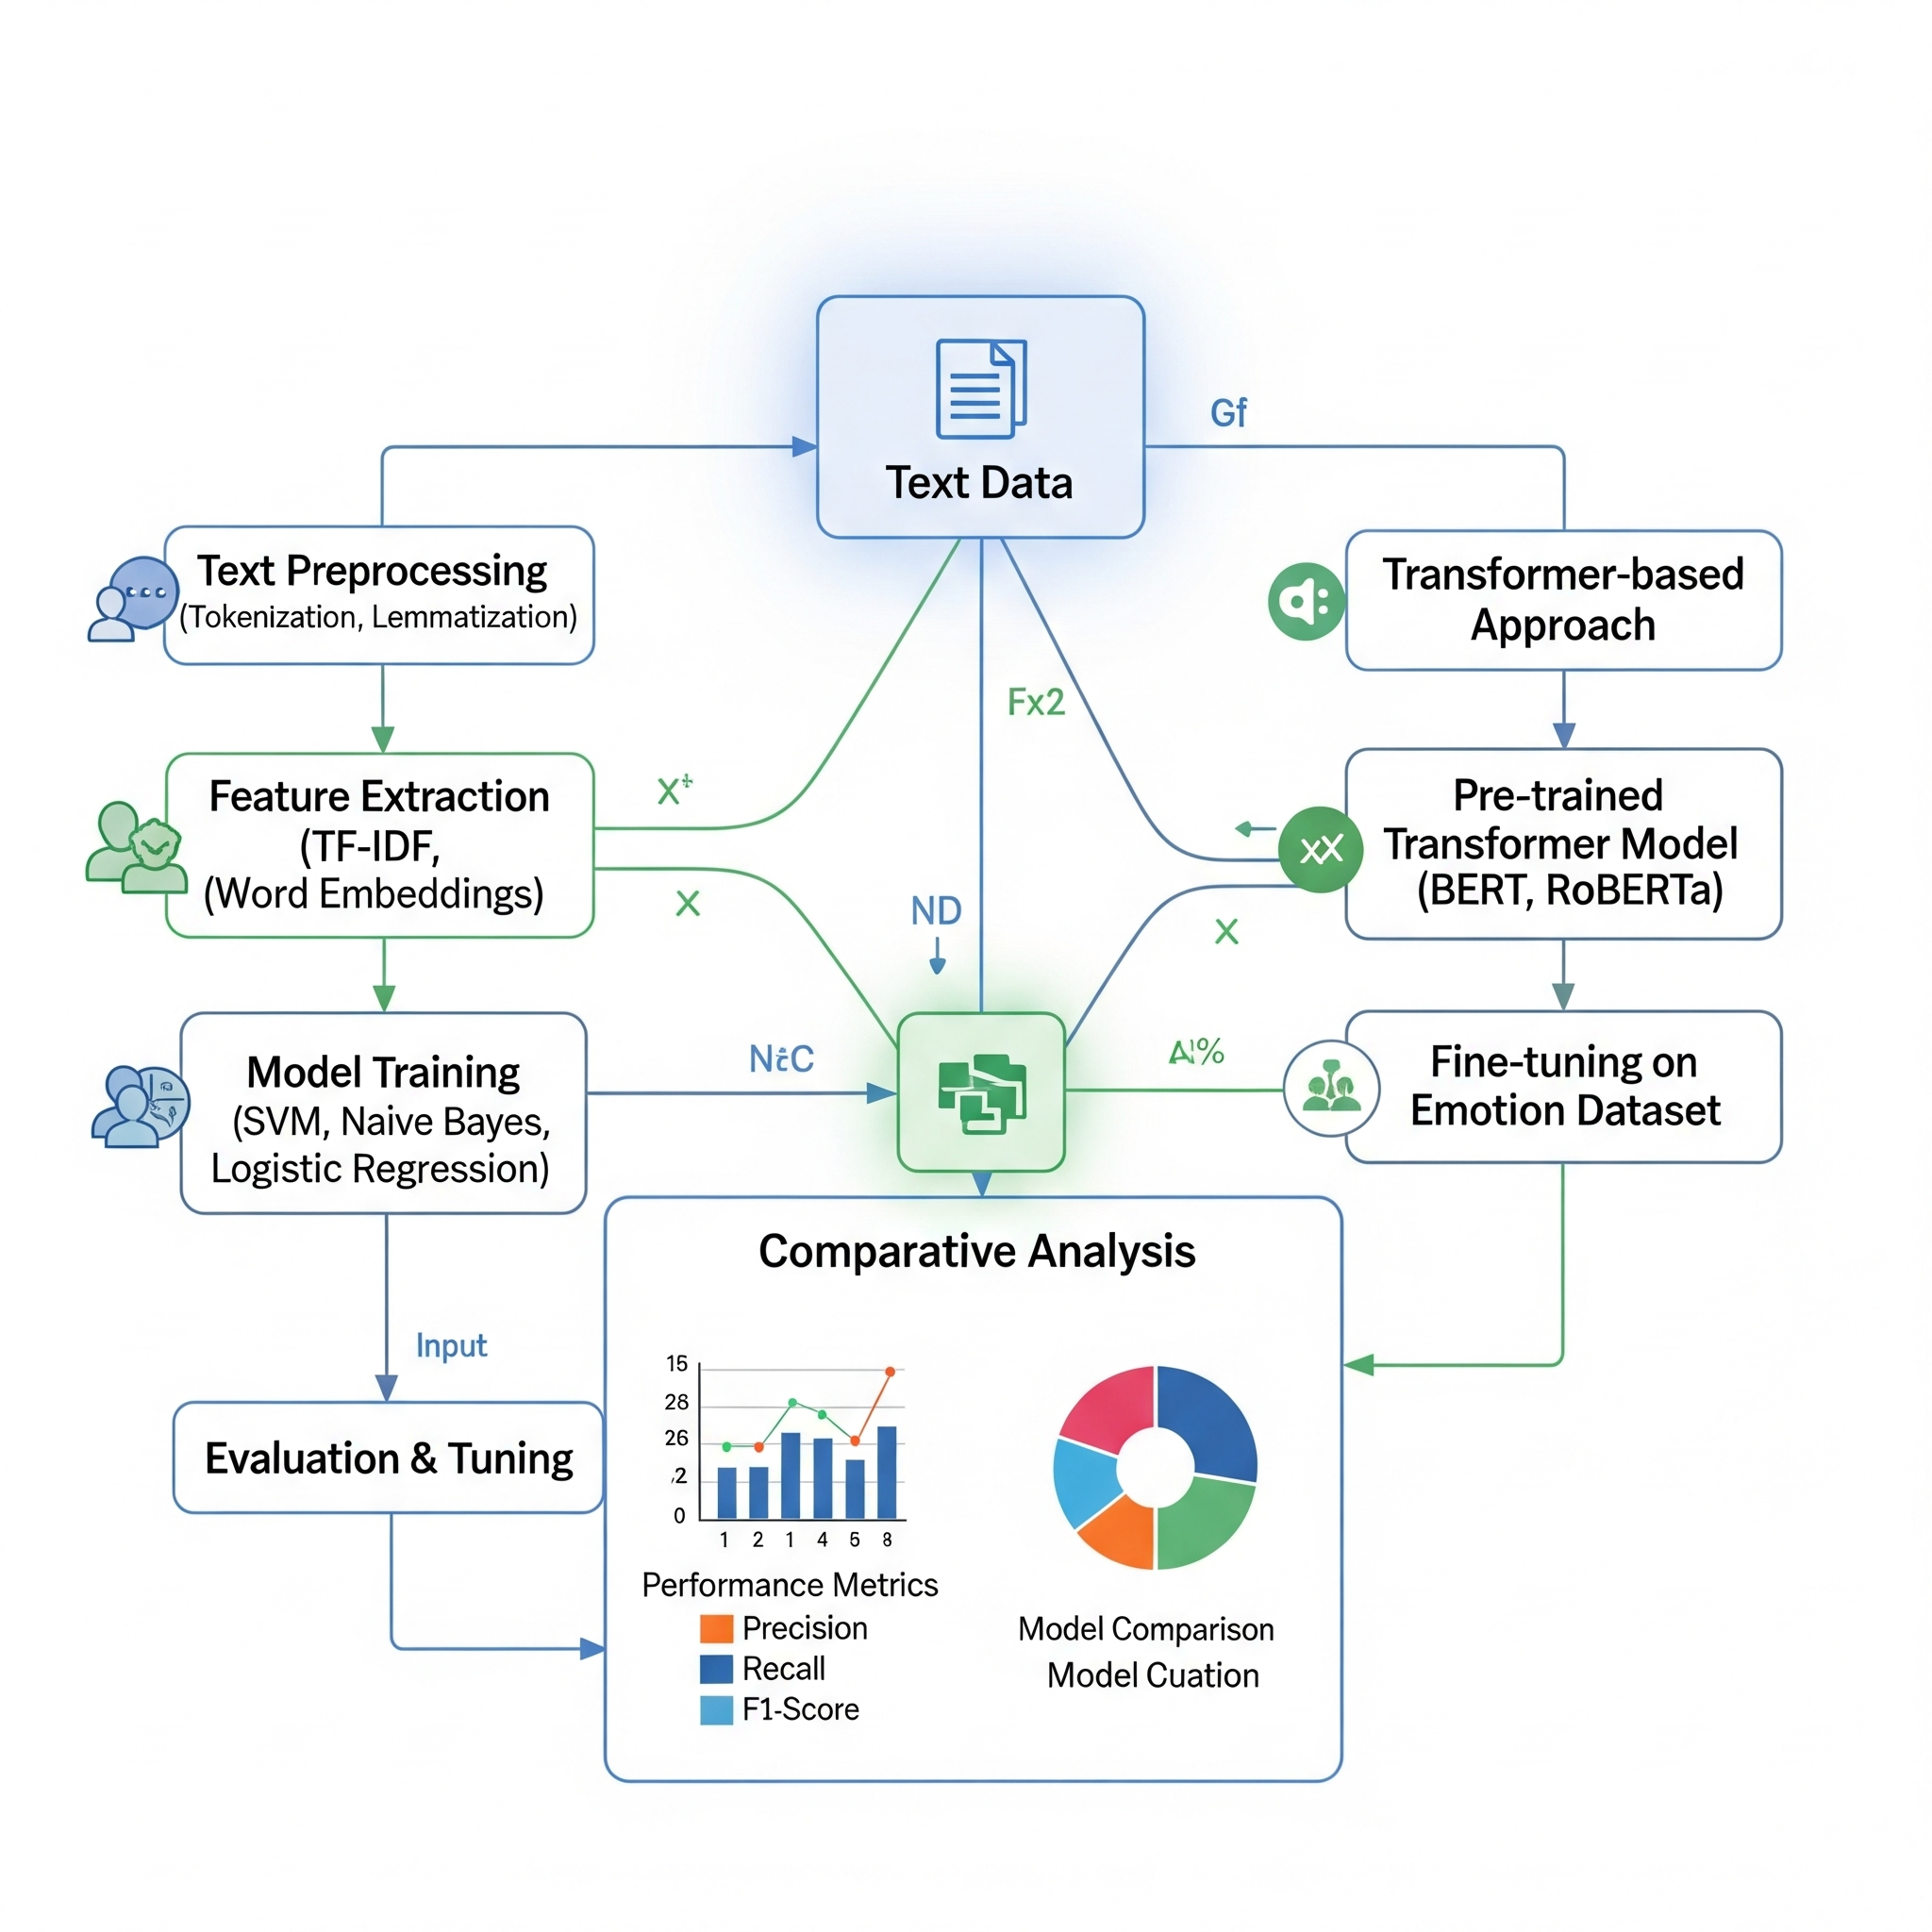 Text Data
Gf
Text Preprocessing
(Tokenization, Lemmatization)
Transformer-based
Approach
Fx2
Feature Extraction
(TF-IDF,
(Word Embeddings)
X
X
ND
xX
Pre-trained
Transformer Model
(BERT, RoBERTa)
X
Model Training
(SVM, Naive Bayes,
Logistic Regression)
Fine-tuning on
Emotion Dataset
Input
Evaluation & Tuning
Comparative Analysis
15
28
26
,2
0
1 2 1 4 5 8
Performance Metrics
Precision
Recall
F1-Score
Model Comparison
Model Cuation